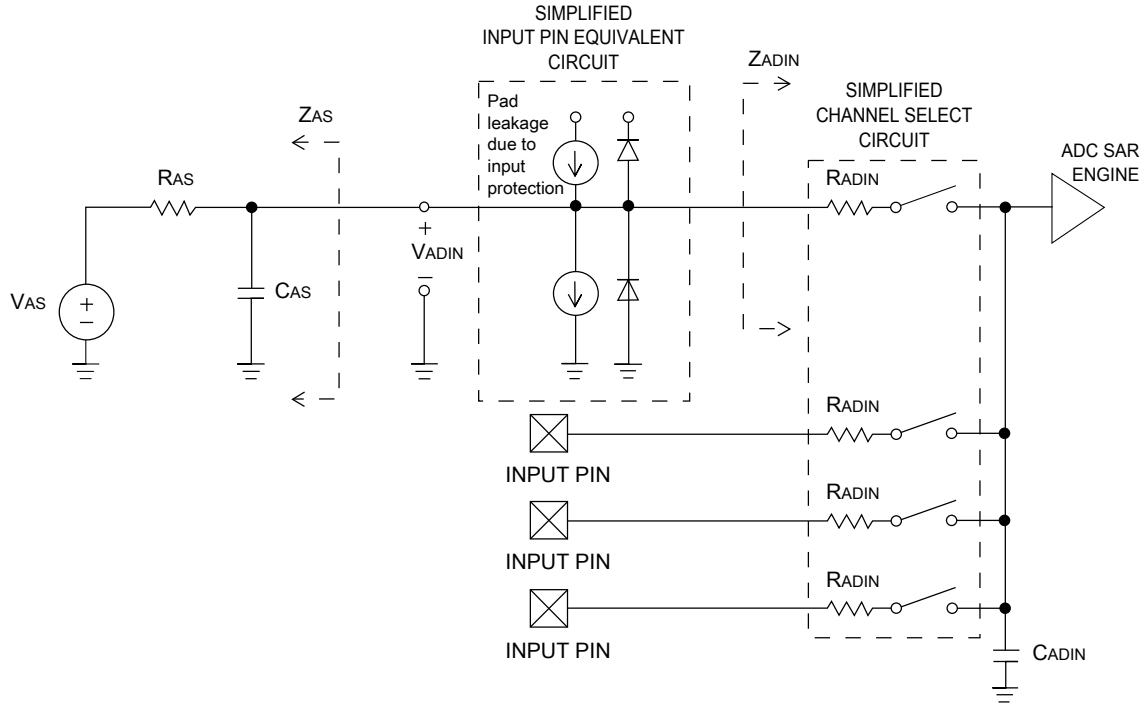 SIMPLIFIED
INPUT PIN EQUIVALENT
CIRCUIT
Pad
leakage
due to
input
protection
ZAS
RAS
CAS
VAS
+
–
+
VADIN
–
ZADIN
SIMPLIFIED
CHANNEL SELECT
CIRCUIT
RADIN
ADC SAR
ENGINE
INPUT PIN
RADIN
INPUT PIN
RADIN
INPUT PIN
RADIN
CADIN